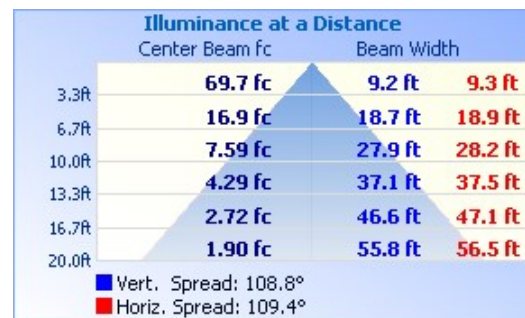 Illuminance at a Distance
Center Beam fc Beam Width
3.3ft 69.7 fc 9.2 ft 9.3 ft
6.7ft 16.9 fc 18.7 ft 18.9 ft
10.0ft 7.59 fc 27.9 ft 28.2 ft
13.3ft 4.29 fc 37.1 ft 37.5 ft
16.7ft 2.72 fc 46.6 ft 47.1 ft
20.0ft 1.90 fc 55.8 ft 56.5 ft
Vert. Spread: 108.8°
Horiz. Spread: 109.4°